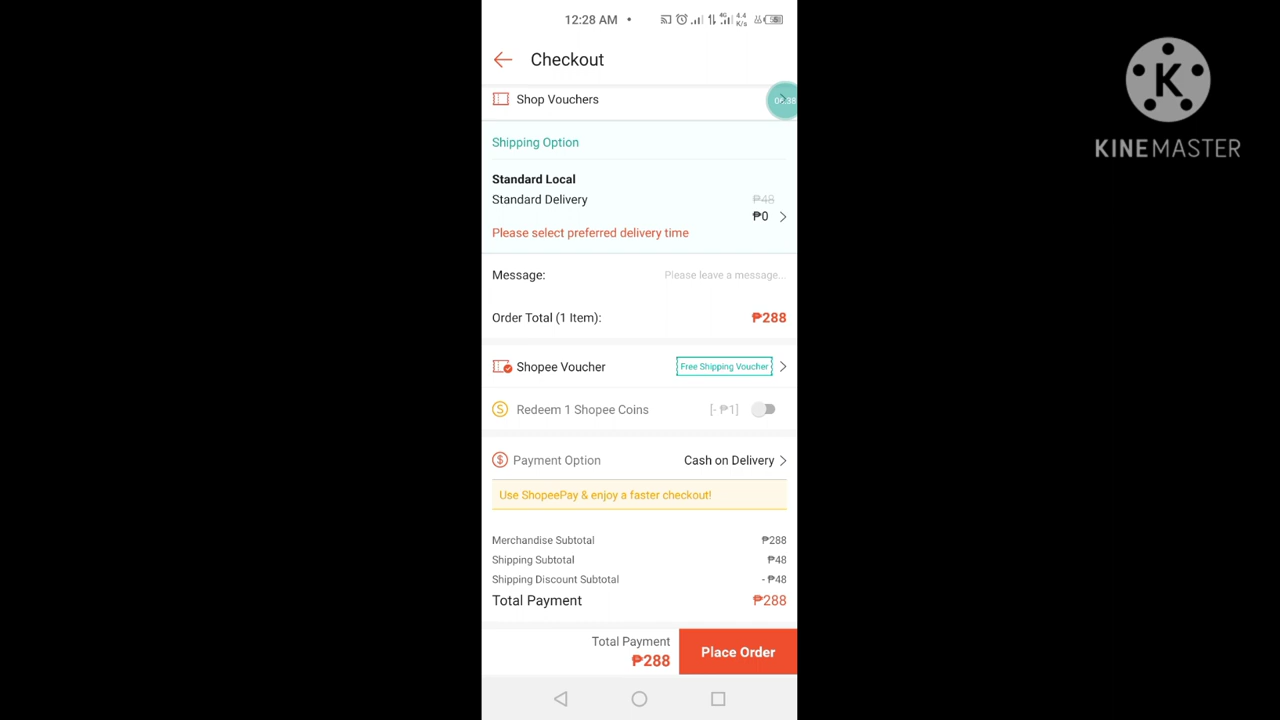 12:28 AM
4G 4.4 K/s
Checkout
Shop Vouchers
Shipping Option
Standard Local
Standard Delivery
₱48
₱0
Please select preferred delivery time
Message:
Please leave a message...
Order Total (1 Item):
₱288
Shopee Voucher
Free Shipping Voucher
Redeem 1 Shopee Coins
[- ₱1]
Payment Option
Cash on Delivery
Use ShopeePay & enjoy a faster checkout!
Merchandise Subtotal
₱288
Shipping Subtotal
₱48
Shipping Discount Subtotal
- ₱48
Total Payment
₱288
Total Payment
₱288
Place Order
K
KINEMASTER